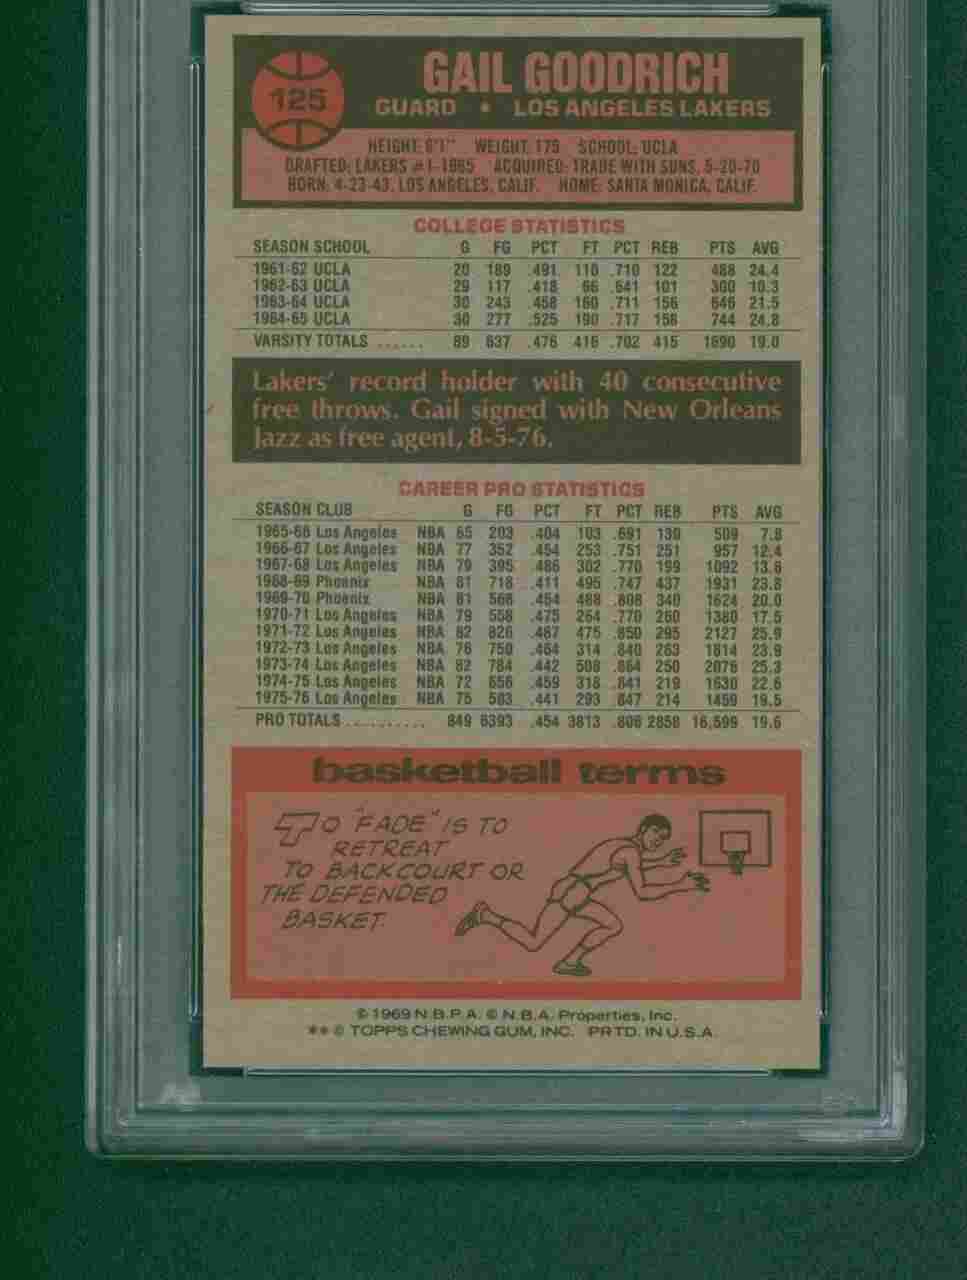 125
GAIL GOODRICH
GUARD • LOS ANGELES LAKERS
HEIGHT: 6'1" WEIGHT: 175 SCHOOL: UCLA
DRAFTED: LAKERS #1-1965 ACQUIRED: TRADE WITH SUNS, 5-20-70
BORN: 4-23-43, LOS ANGELES, CALIF. HOME: SANTA MONICA, CALIF.
COLLEGE STATISTICS
SEASON SCHOOL G FG PCT FT PCT REB PTS AVG
1961-62 UCLA 20 189 .491 110 .710 122 488 24.4
1962-63 UCLA 29 117 .418 66 .641 101 300 10.3
1963-64 UCLA 30 243 .458 160 .711 156 646 21.5
1964-65 UCLA 30 277 .525 190 .717 158 744 24.8
VARSITY TOTALS ...... 89 637 .476 416 .702 415 1690 19.0
Lakers' record holder with 40 consecutive
free throws. Gail signed with New Orleans
Jazz as free agent, 8-5-76.
CAREER PRO STATISTICS
SEASON CLUB G FG PCT FT PCT REB PTS AVG
1965-66 Los Angeles NBA 65 203 .404 103 .691 130 509 7.8
1966-67 Los Angeles NBA 77 352 .454 253 .751 251 957 12.4
1967-68 Los Angeles NBA 79 395 .486 302 .770 199 1092 13.8
1968-69 Phoenix NBA 81 718 .411 495 .747 437 1931 23.8
1969-70 Phoenix NBA 81 568 .454 488 .808 340 1624 20.0
1970-71 Los Angeles NBA 79 558 .475 264 .770 260 1380 17.5
1971-72 Los Angeles NBA 82 826 .487 475 .850 295 2127 25.9
1972-73 Los Angeles NBA 76 750 .464 314 .840 263 1814 23.9
1973-74 Los Angeles NBA 82 784 .442 508 .864 250 2076 25.3
1974-75 Los Angeles NBA 72 656 .459 318 .841 219 1630 22.6
1975-76 Los Angeles NBA 75 583 .441 293 .847 214 1459 19.5
PRO TOTALS .......... 849 6393 .454 3813 .806 2858 16,599 19.6
basketball terms
TO "FADE" IS TO
RETREAT
TO BACKCOURT OR
THE DEFENDED
BASKET.
© 1969 N.B.P.A. © N.B.A. Properties, Inc.
** © TOPPS CHEWING GUM, INC. PRTD. IN U.S.A.